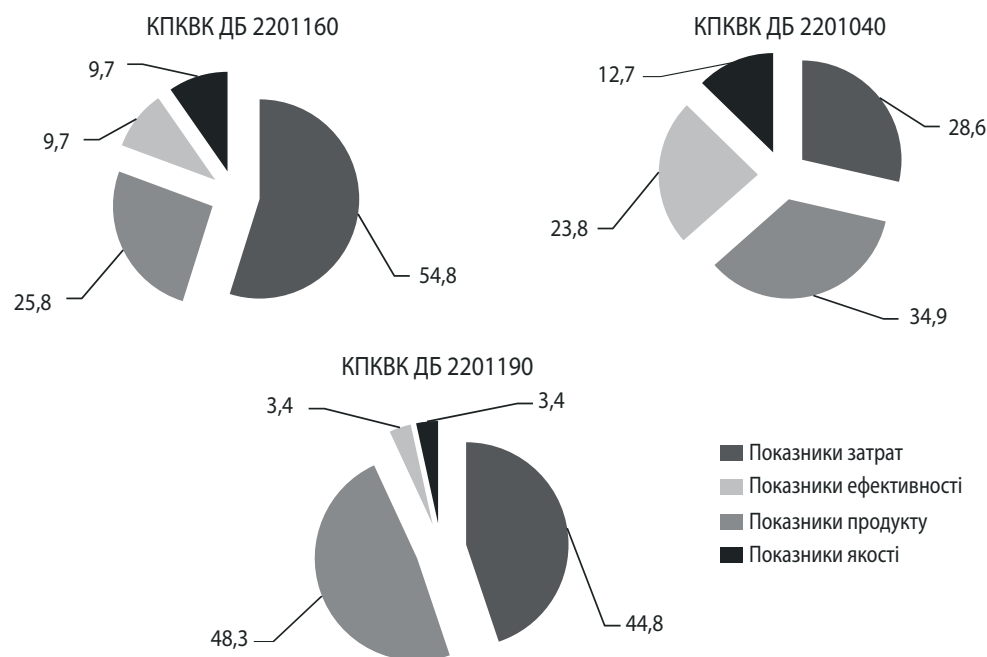 КПКВК ДБ 2201160
9,7
9,7
25,8
54,8
КПКВК ДБ 2201040
12,7
28,6
23,8
34,9
КПКВК ДБ 2201190
3,4
3,4
48,3
44,8
Показники затрат
Показники ефективності
Показники продукту
Показники якості